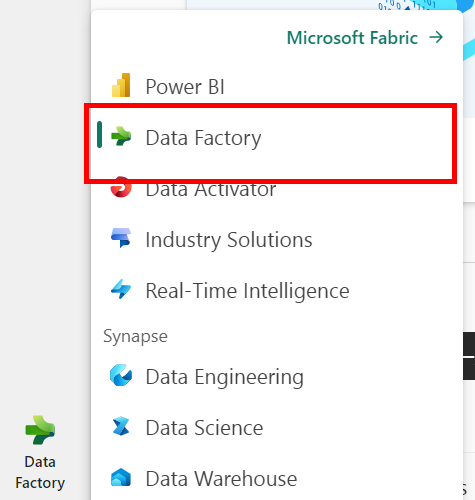 Microsoft Fabric →
Power BI
Data Factory
Data Activator
Industry Solutions
Real-Time Intelligence
Synapse
Data Engineering
Data Science
Data Warehouse
Data
Factory